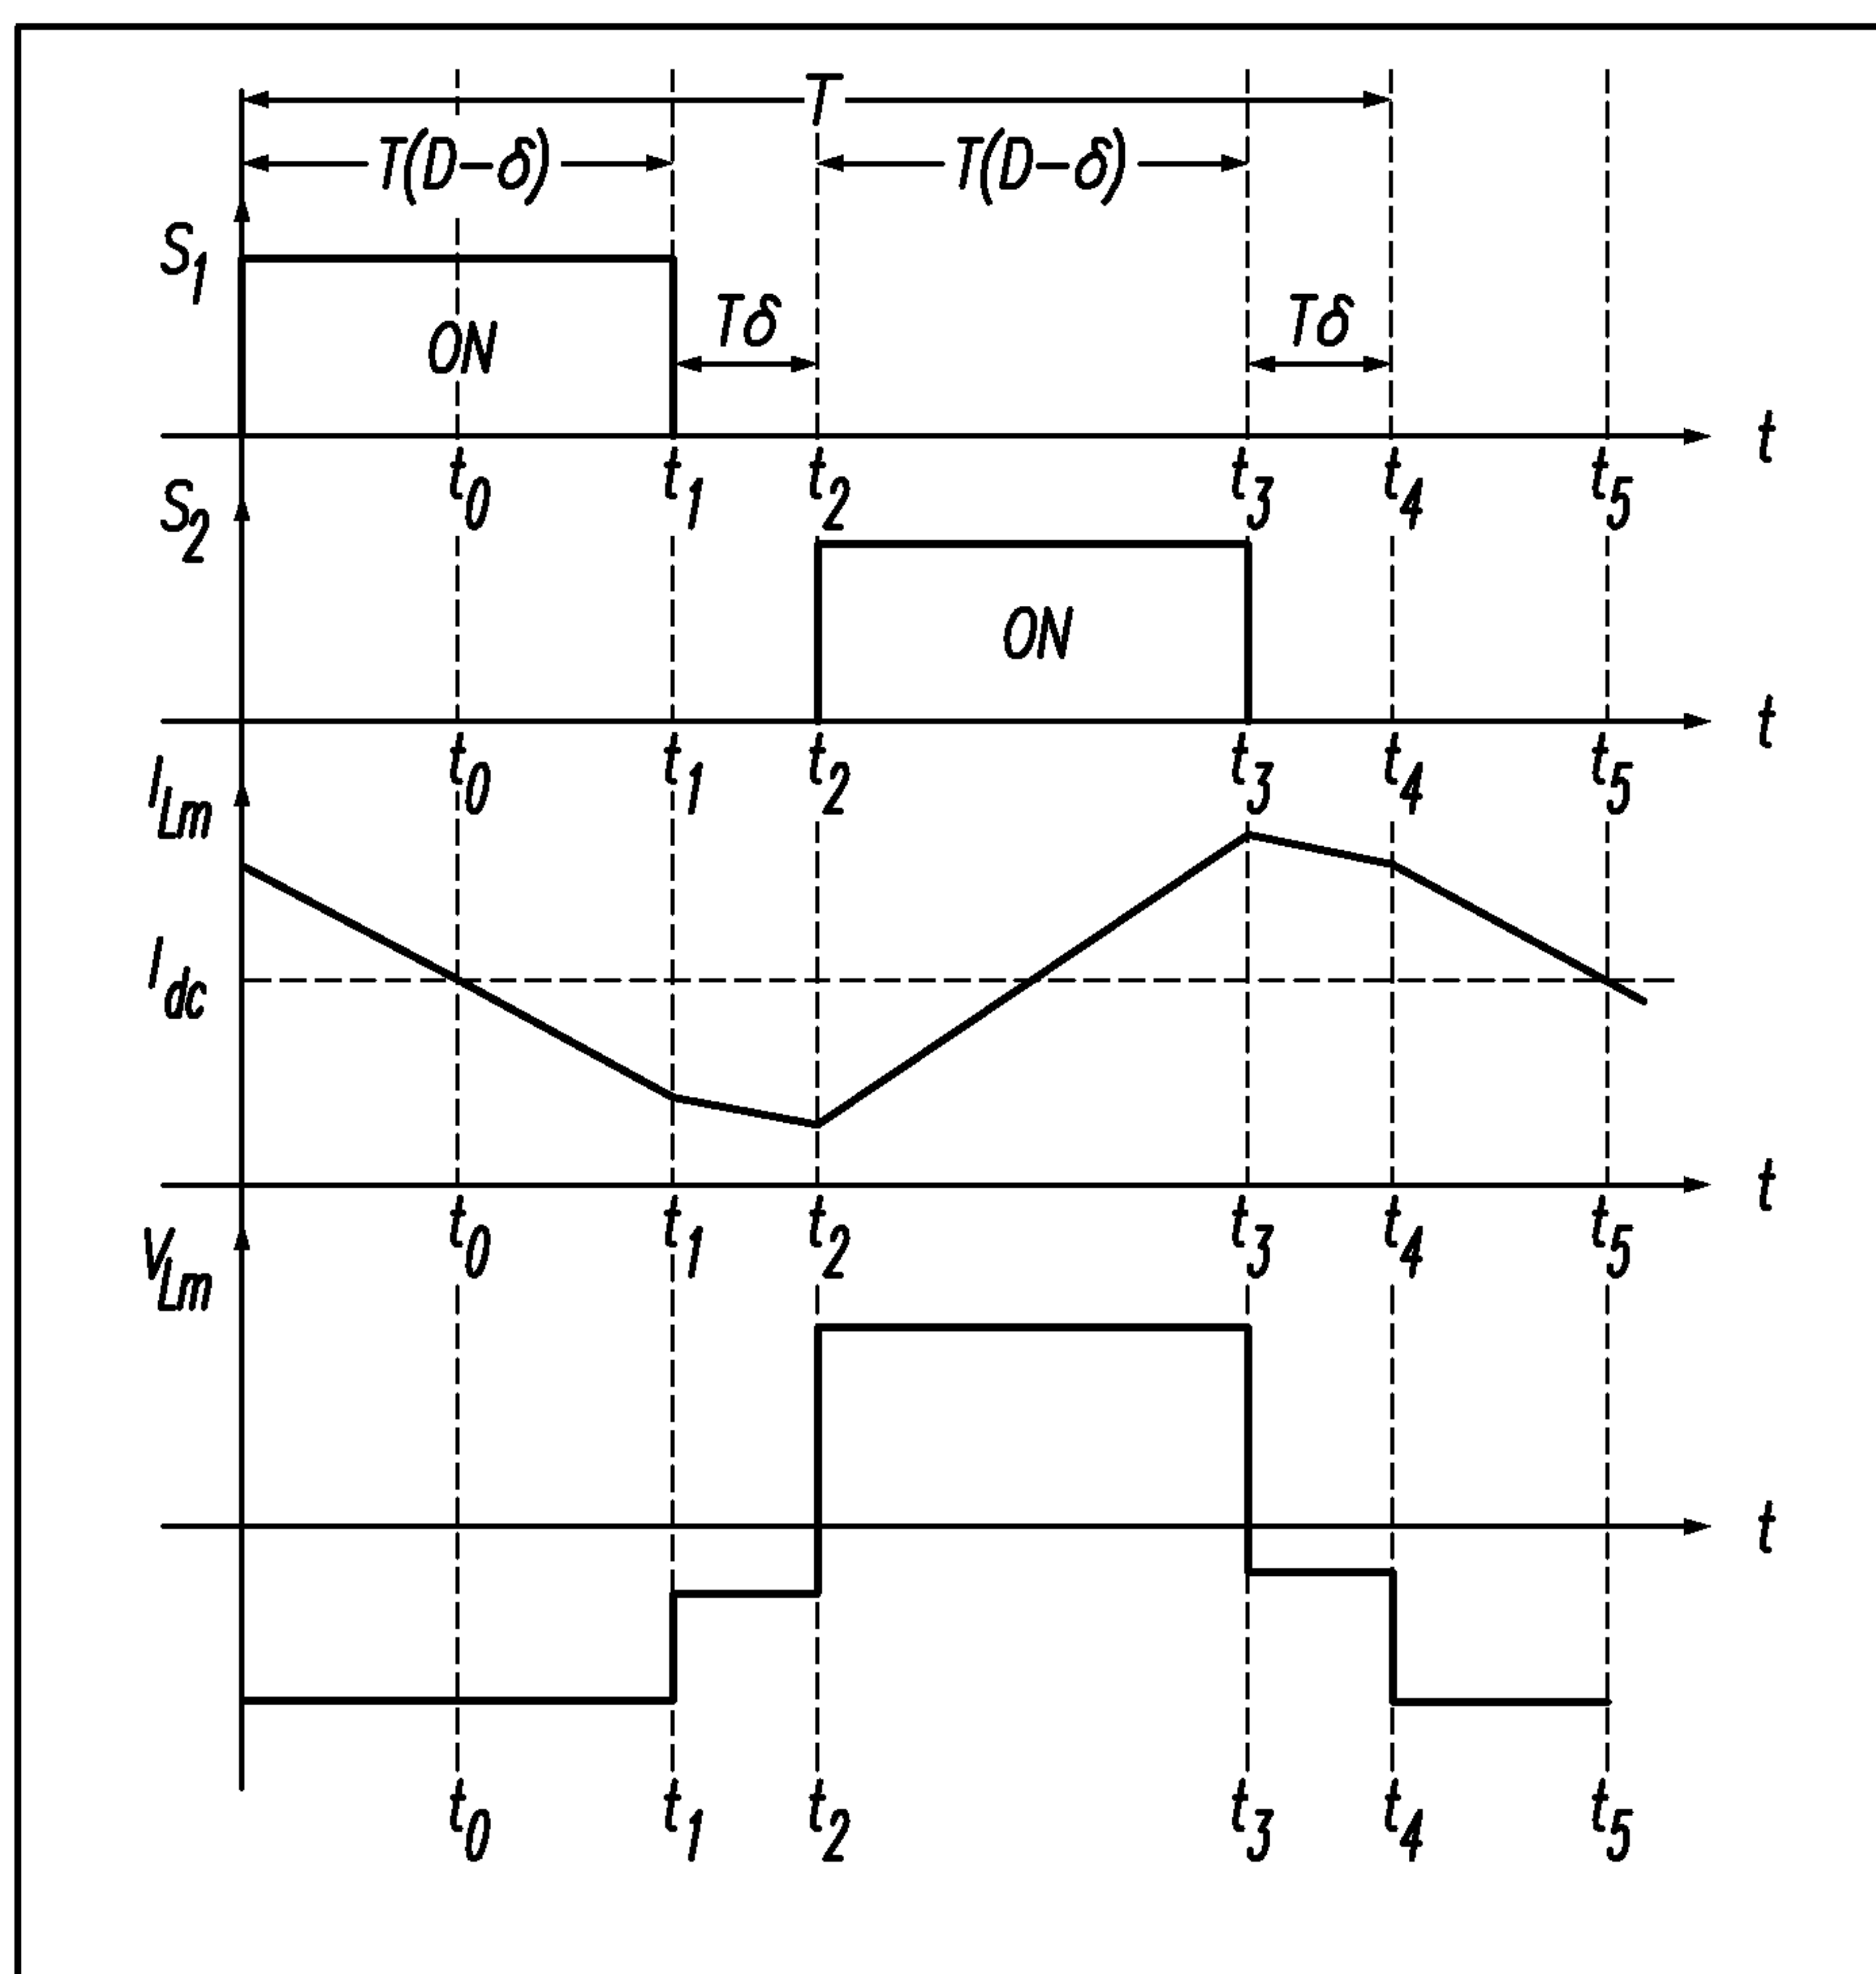 T
T(D−δ) T(D−δ)
S1
Tδ Tδ
ON
t
t0 t1 t2 t3 t4 t5
S2
ON
t
t0 t1 t2 t3 t4 t5
ILm
Idc
t
t0 t1 t2 t3 t4 t5
VLm
t
t0 t1 t2 t3 t4 t5